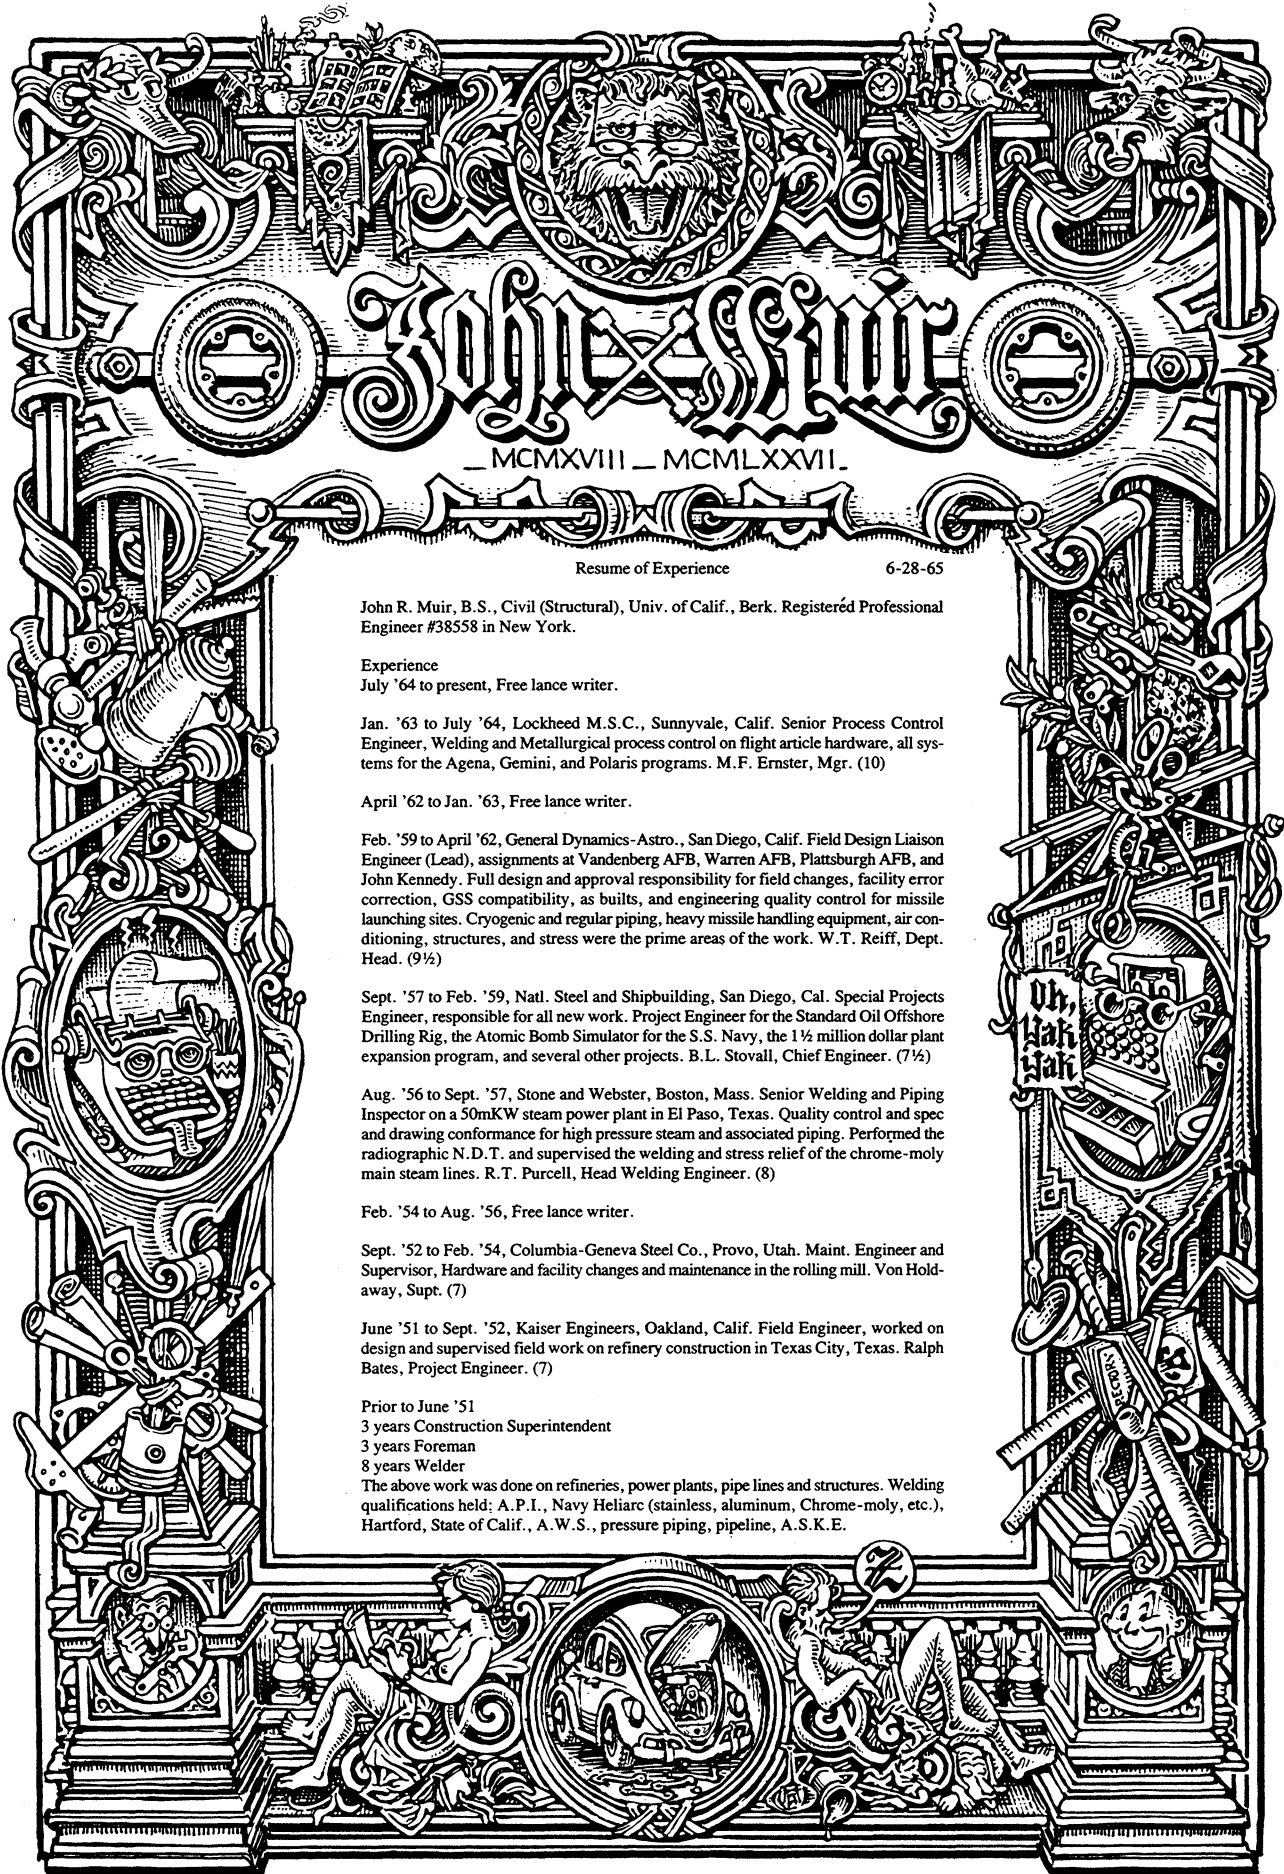 John Muir
_ MCMXVIII _ MCMLXXVII_
Resume of Experience 6-28-65
John R. Muir, B.S., Civil (Structural), Univ. of Calif., Berk. Registeréd Professional
Engineer #38558 in New York.
Experience
July ’64 to present, Free lance writer.
Jan. ’63 to July ’64, Lockheed M.S.C., Sunnyvale, Calif. Senior Process Control
Engineer, Welding and Metallurgical process control on flight article hardware, all sys-
tems for the Agena, Gemini, and Polaris programs. M.F. Ernster, Mgr. (10)
April ’62 to Jan. ’63, Free lance writer.
Feb. ’59 to April ’62, General Dynamics-Astro., San Diego, Calif. Field Design Liaison
Engineer (Lead), assignments at Vandenberg AFB, Warren AFB, Plattsburgh AFB, and
John Kennedy. Full design and approval responsibility for field changes, facility error
correction, GSS compatibility, as builts, and engineering quality control for missile
launching sites. Cryogenic and regular piping, heavy missile handling equipment, air con-
ditioning, structures, and stress were the prime areas of the work. W.T. Reiff, Dept.
Head. (9½)
Sept. ’57 to Feb. ’59, Natl. Steel and Shipbuilding, San Diego, Cal. Special Projects
Engineer, responsible for all new work. Project Engineer for the Standard Oil Offshore
Drilling Rig, the Atomic Bomb Simulator for the S.S. Navy, the 1½ million dollar plant
expansion program, and several other projects. B.L. Stovall, Chief Engineer. (7½)
Oh,
Yak
Yak
Aug. ’56 to Sept. ’57, Stone and Webster, Boston, Mass. Senior Welding and Piping
Inspector on a 50mKW steam power plant in El Paso, Texas. Quality control and spec
and drawing conformance for high pressure steam and associated piping. Performed the
radiographic N.D.T. and supervised the welding and stress relief of the chrome-moly
main steam lines. R.T. Purcell, Head Welding Engineer. (8)
Feb. ’54 to Aug. ’56, Free lance writer.
Sept. ’52 to Feb. ’54, Columbia-Geneva Steel Co., Provo, Utah. Maint. Engineer and
Supervisor, Hardware and facility changes and maintenance in the rolling mill. Von Hold-
away, Supt. (7)
June ’51 to Sept. ’52, Kaiser Engineers, Oakland, Calif. Field Engineer, worked on
design and supervised field work on refinery construction in Texas City, Texas. Ralph
Bates, Project Engineer. (7)
Prior to June ’51
3 years Construction Superintendent
3 years Foreman
8 years Welder
The above work was done on refineries, power plants, pipe lines and structures. Welding
qualifications held: A.P.I., Navy Heliarc (stainless, aluminum, Chrome-moly, etc.),
Hartford, State of Calif., A.W.S., pressure piping, pipeline, A.S.K.E.
Z